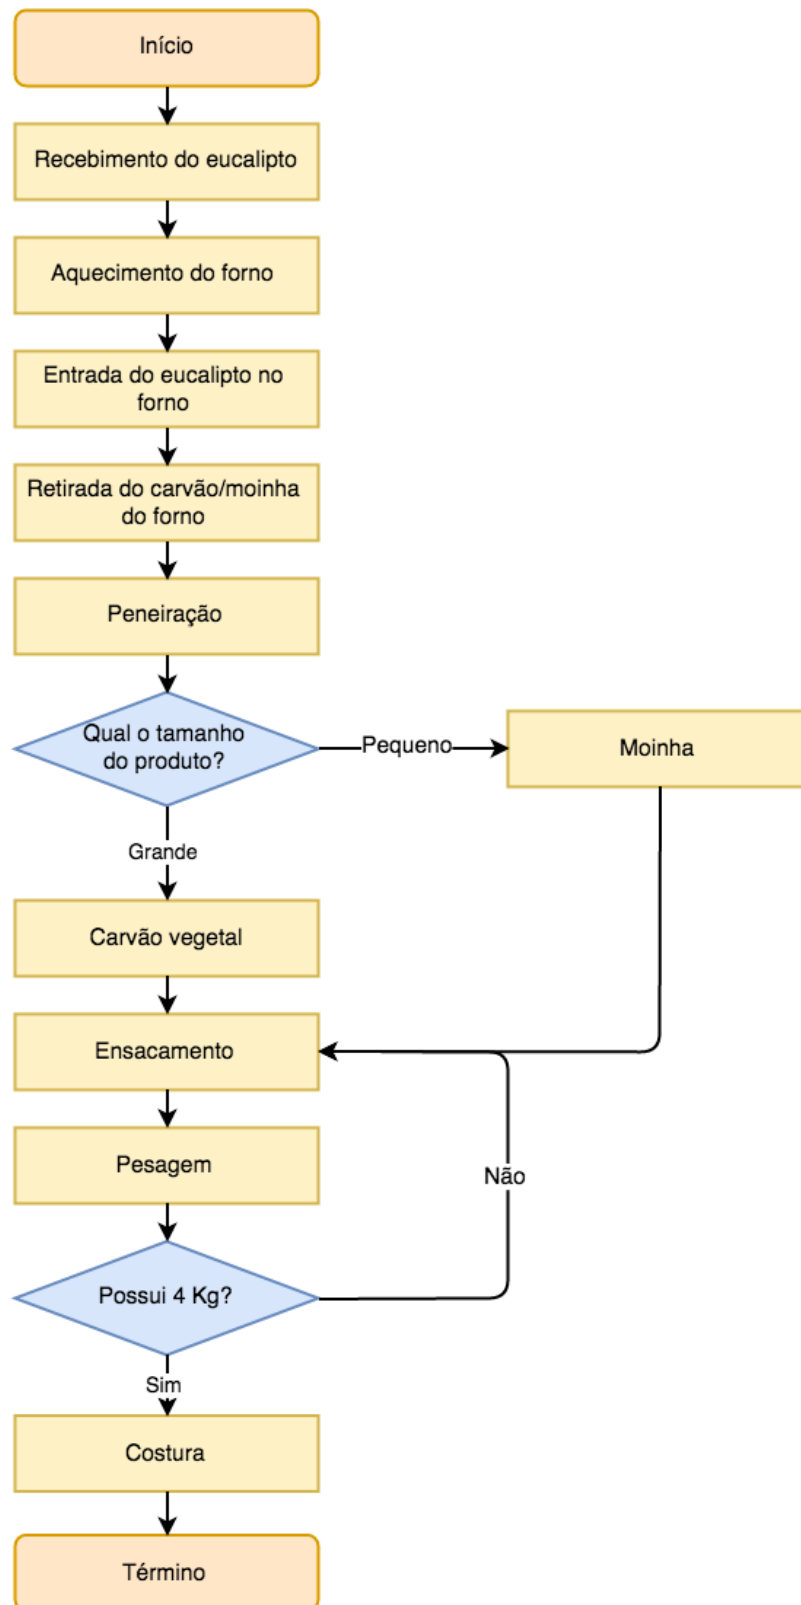 Início
Recebimento do eucalipto
Aquecimento do forno
Entrada do eucalipto no
forno
Retirada do carvão/moinha
do forno
Peneiração
Qual o tamanho
do produto?
Pequeno
Moinha
Grande
Carvão vegetal
Ensacamento
Pesagem
Não
Possui 4 Kg?
Sim
Costura
Término